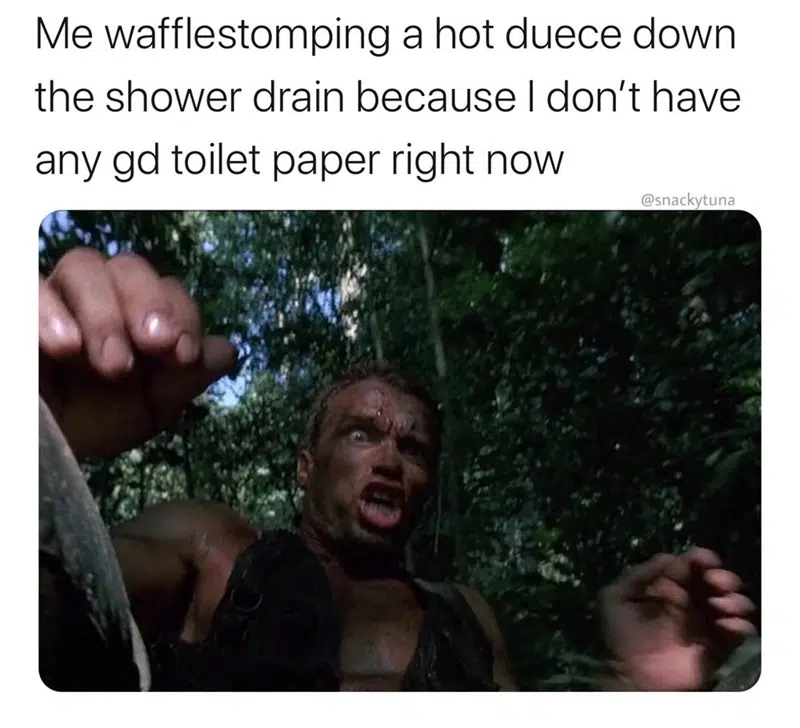 Me wafflestomping a hot duece down
the shower drain because I don't have
any gd toilet paper right now
@snackytuna